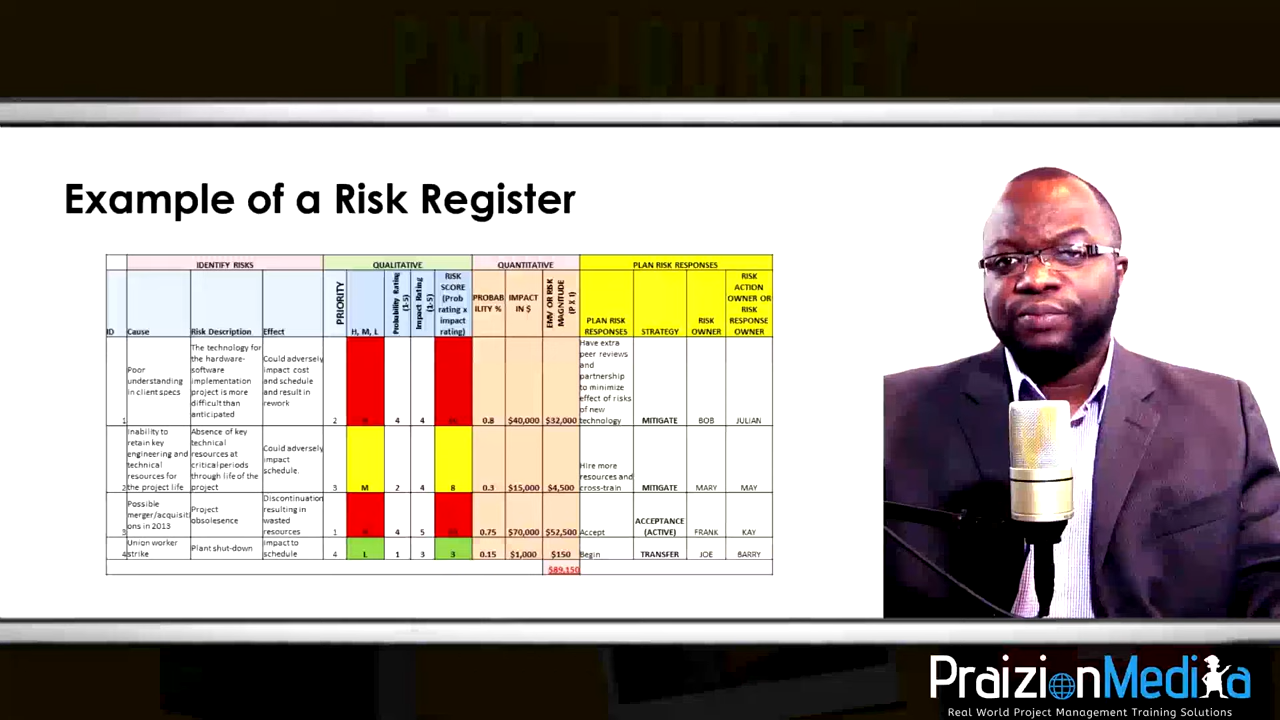 PMP JOURNEY
Example of a Risk Register
IDENTIFY RISKS QUALITATIVE QUANTITATIVE PLAN RISK RESPONSES
ID Cause Risk Description Effect PRIORITY H, M, L Probability Rating (1-5) Impact Rating (1-5) RISK SCORE (Prob rating x impact rating) PROBABILITY % IMPACT IN $ EMV OR RISK MAGNITUDE (P X I) PLAN RISK RESPONSES STRATEGY RISK OWNER RISK ACTION OWNER OR RISK RESPONSE OWNER
1 Poor understanding in client specs The technology for the hardware-software implementation project is more difficult than anticipated Could adversely impact cost and schedule and result in rework 2 4 4 0.8 $40,000 $32,000 Have extra peer reviews and partnership to minimize effect of risks of new technology MITIGATE BOB JULIAN
2 Inability to retain key engineering and technical resources for the project life Absence of key technical resources at critical periods through life of the project Could adversely impact schedule. 3 M 2 4 8 0.3 $15,000 $4,500 Hire more resources and cross-train MITIGATE MARY MAY
3 Possible merger/acquisitions in 2013 Project obsolesence Discontinuation resulting in wasted resources 1 4 5 0.75 $70,000 $52,500 Accept ACCEPTANCE (ACTIVE) FRANK KAY
4 Union worker strike Plant shut-down Impact to schedule 4 L 1 3 3 0.15 $1,000 $150 Begin TRANSFER JOE BARRY
$89,150
PraizionMedia
Real World Project Management Training Solutions